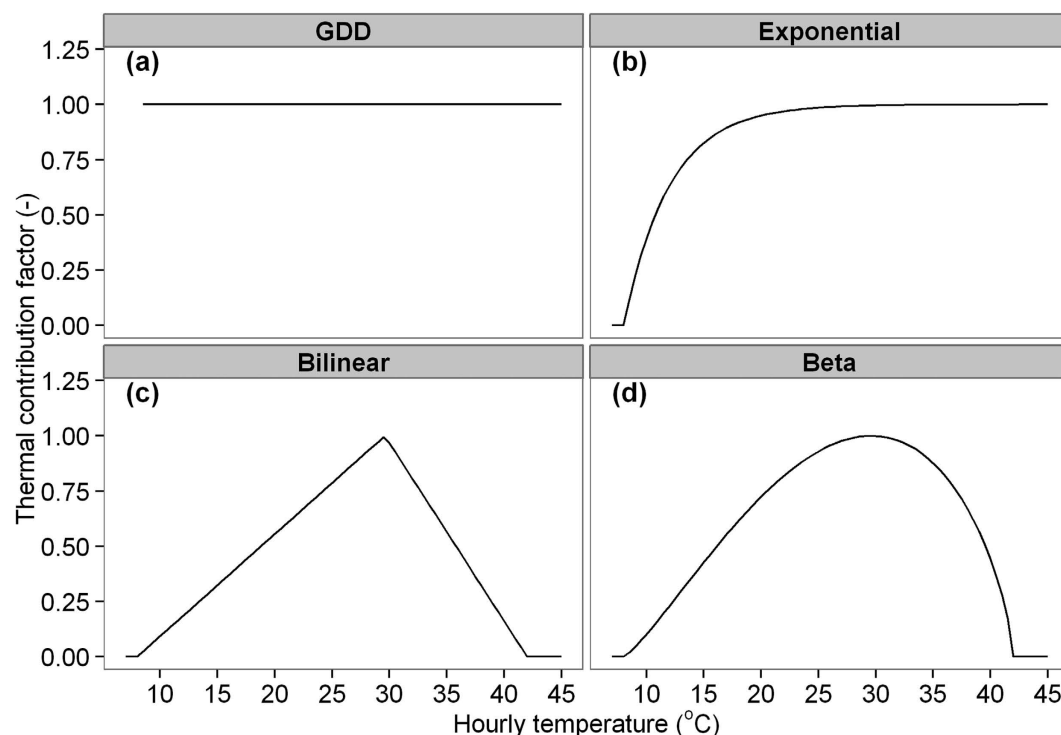 GDD
Exponential
(a)
(b)
1.25
1.00
0.75
0.50
0.25
0.00
Bilinear
Beta
(c)
(d)
1.25
1.00
0.75
0.50
0.25
0.00
10 15 20 25 30 35 40 45
10 15 20 25 30 35 40 45
Thermal contribution factor (-)
Hourly temperature (°C)